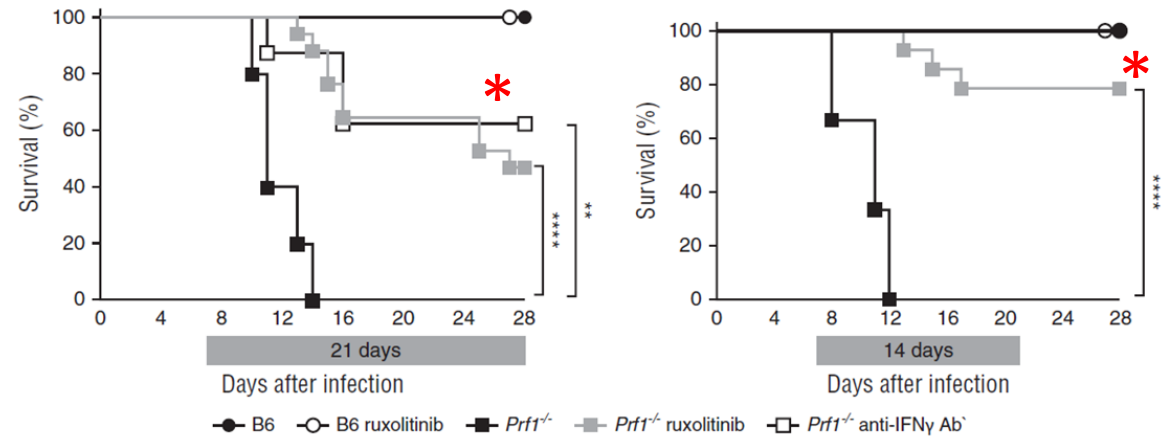 100
80
60
40
20
0
Survival (%)
0 4 8 12 16 20 24 28
21 days
Days after infection
*
****
**
100
80
60
40
20
0
Survival (%)
0 4 8 12 16 20 24 28
14 days
Days after infection
*
****
B6 B6 ruxolitinib Prf1-/- Prf1-/- ruxolitinib Prf1-/- anti-IFNγ Ab`